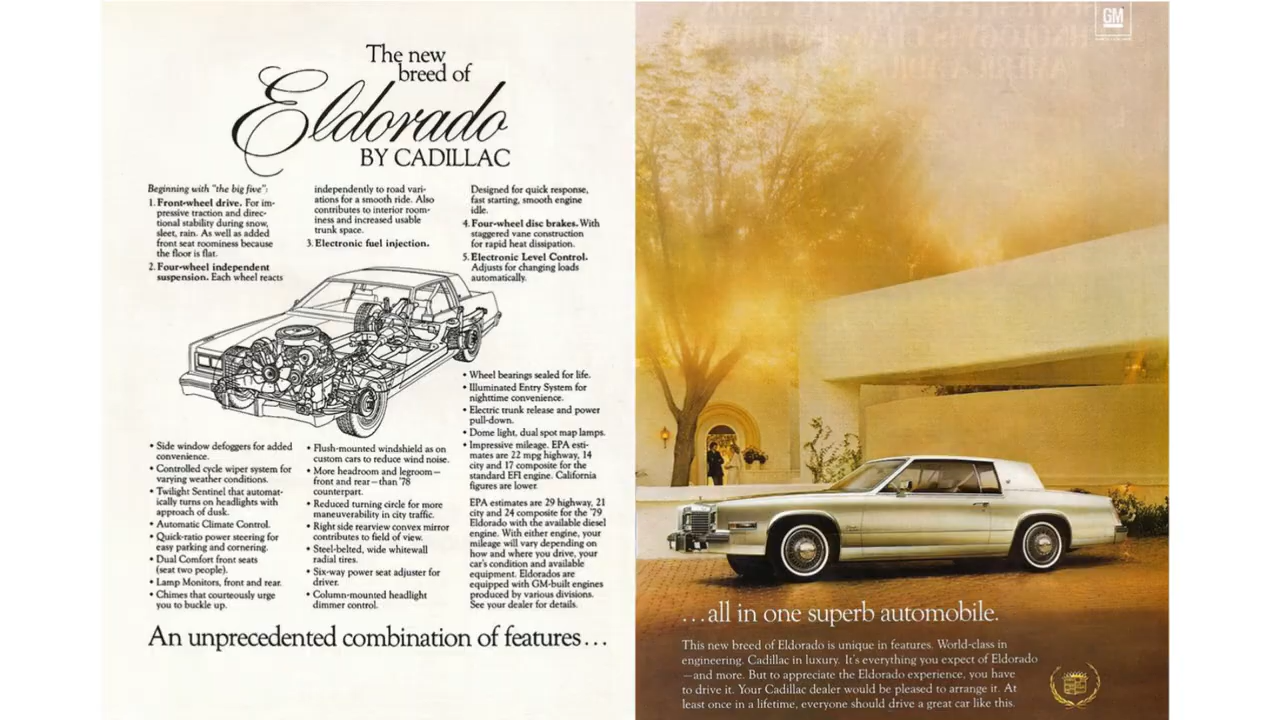 The new
breed of
Eldorado
BY CADILLAC
Beginning with "the big five":
1. Front-wheel drive. For im-
pressive traction and direc-
tional stability during snow,
sleet, rain. As well as added
front seat roominess because
the floor is flat.
2. Four-wheel independent
suspension. Each wheel reacts
independently to road vari-
ations for a smooth ride. Also
contributes to interior room-
iness and increased usable
trunk space.
3. Electronic fuel injection.
Designed for quick response,
fast starting, smooth engine
idle.
4. Four-wheel disc brakes. With
staggered vane construction
for rapid heat dissipation.
5. Electronic Level Control.
Adjusts for changing loads
automatically.
• Side window defoggers for added
convenience.
• Controlled cycle wiper system for
varying weather conditions.
• Twilight Sentinel that automat-
ically turns on headlights with
approach of dusk.
• Automatic Climate Control.
• Quick-ratio power steering for
easy parking and cornering.
• Dual Comfort front seats
(seat two people).
• Lamp Monitors, front and rear.
• Chimes that courteously urge
you to buckle up.
• Flush-mounted windshield as on
custom cars to reduce wind noise.
• More headroom and legroom—
front and rear—than '78
counterpart.
• Reduced turning circle for more
maneuverability in city traffic.
• Right side rearview convex mirror
contributes to field of view.
• Steel-belted, wide whitewall
radial tires.
• Six-way power seat adjuster for
driver.
• Column-mounted headlight
dimmer control.
• Wheel bearings sealed for life.
• Illuminated Entry System for
nighttime convenience.
• Electric trunk release and power
pull-down.
• Dome light, dual spot map lamps.
• Impressive mileage. EPA esti-
mates are 22 mpg highway, 14
city and 17 composite for the
standard EFI engine. California
figures are lower.
EPA estimates are 29 highway, 21
city and 24 composite for the '79
Eldorado with the available diesel
engine. With either engine, your
mileage will vary depending on
how and where you drive, your
car's condition and available
equipment. Eldorados are
equipped with GM-built engines
produced by various divisions.
See your dealer for details.
An unprecedented combination of features...
GM
...all in one superb automobile.
This new breed of Eldorado is unique in features. World-class in
engineering. Cadillac in luxury. It's everything you expect of Eldorado
—and more. But to appreciate the Eldorado experience, you have
to drive it. Your Cadillac dealer would be pleased to arrange it. At
least once in a lifetime, everyone should drive a great car like this.